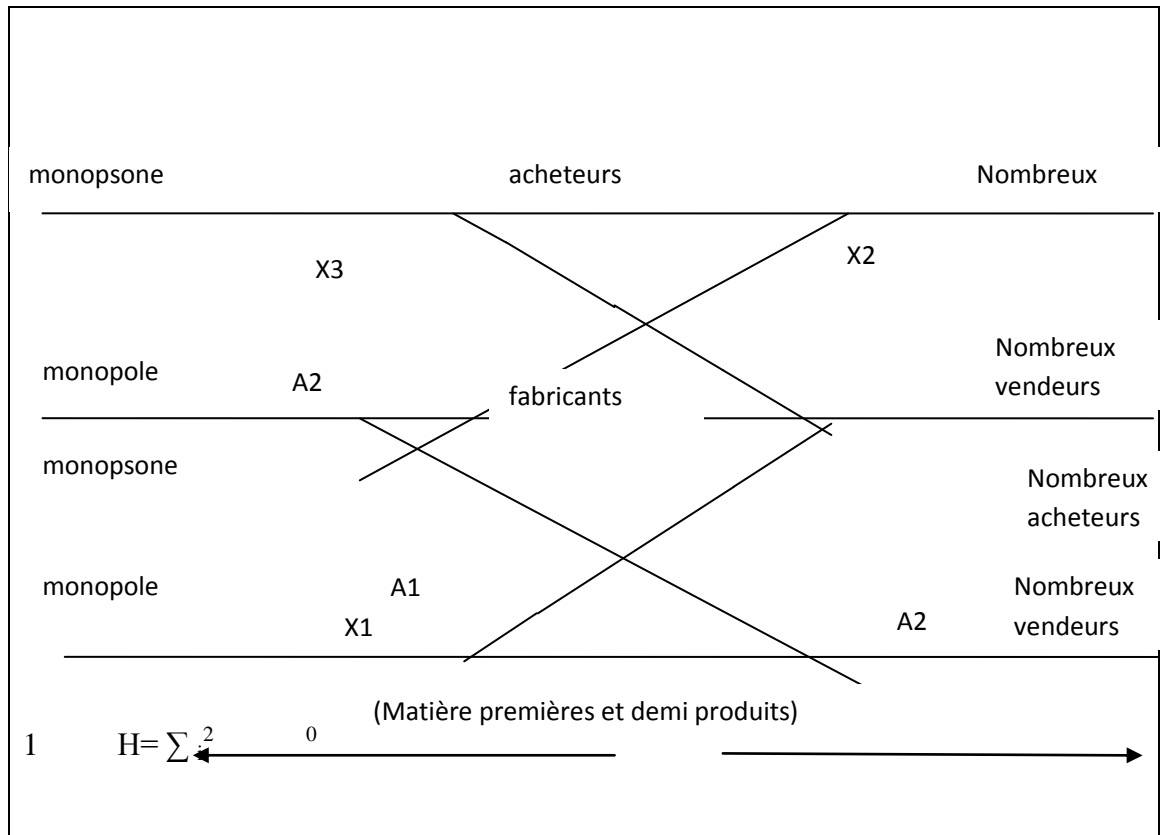 monopsone acheteurs Nombreux
X3 X2
monopole A2 fabricants Nombreux
vendeurs
monopsone Nombreux
acheteurs
monopole A1 Nombreux
X1 A2 vendeurs
(Matière premières et demi produits)
1 H= ∑ 2 0